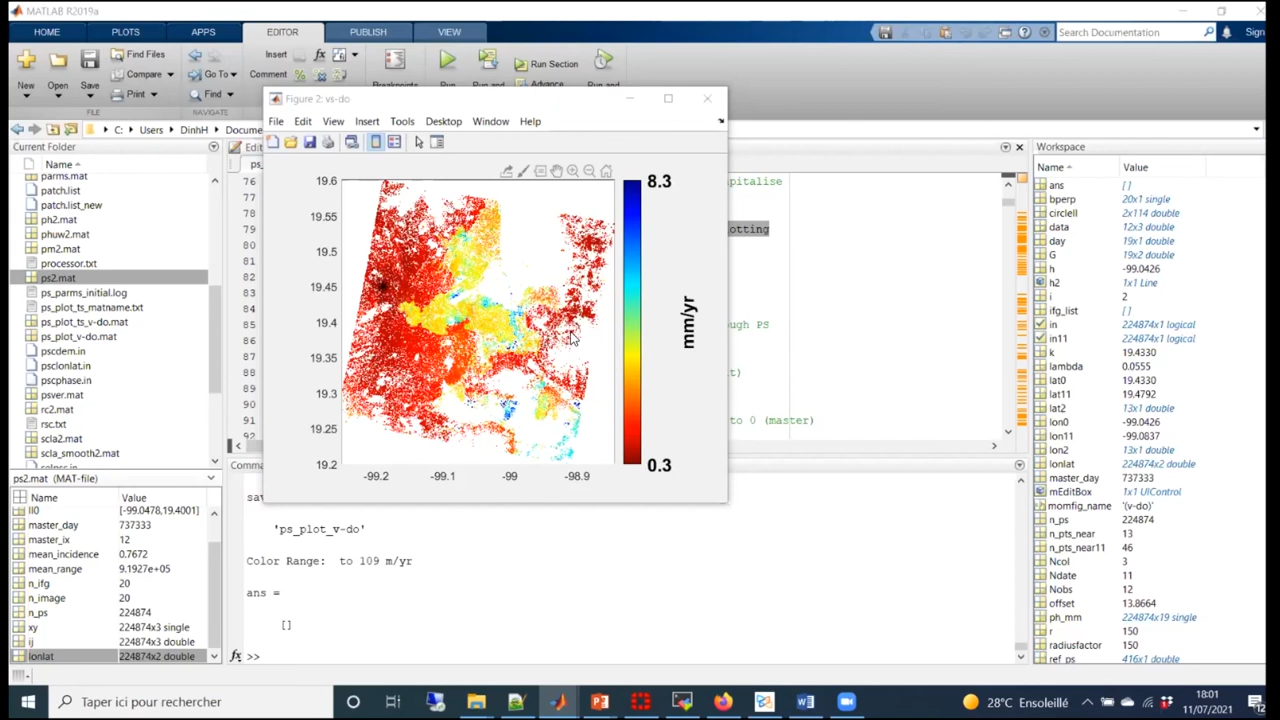 MATLAB R2019a
HOME PLOTS APPS EDITOR PUBLISH VIEW
Search Documentation
Sign
New Open Save
Find Files
Compare
Print
Go To
Find
Insert
Comment
Breakpoints
Run
Run and
Run Section
Advance
FILE
NAVIGATE
C: Users DinhH Docume
Current Folder
Name
parms.mat
patch.list
patch.list_new
ph2.mat
phuw2.mat
pm2.mat
processor.txt
ps2.mat
ps_parms_initial.log
ps_plot_ts_matname.txt
ps_plot_ts_v-do.mat
ps_plot_v-do.mat
pscdem.in
psclonlat.in
pscphase.in
psver.mat
rc2.mat
rsc.txt
scla2.mat
scla_smooth2.mat
ps2.mat (MAT-file)
Name Value
ll0 [-99.0478,19.4001]
master_day 737333
master_ix 12
mean_incidence 0.7672
mean_range 9.1927e+05
n_ifg 20
n_image 20
n_ps 224874
xy 224874x3 single
ij 224874x3 double
lonlat 224874x2 double
Edi
ps_
76
77
78
79
80
81
82
83
84
85
86
87
88
89
90
91
92
pitalise
otting
ough PS
t)
to 0 (master)
Figure 2: vs-do
File Edit View Insert Tools Desktop Window Help
19.6
19.55
19.5
19.45
19.4
19.35
19.3
19.25
19.2
-99.2 -99.1 -99 -98.9
8.3
mm/yr
0.3
Comma
sav
'ps_plot_v-do'
Color Range: to 109 m/yr
ans =
[]
fx >>
Workspace
Name Value
ans []
bperp 20x1 single
circlell 2x114 double
data 12x3 double
day 19x1 double
G 19x2 double
h -99.0426
h2 1x1 Line
i 2
ifg_list []
in 224874x1 logical
in11 224874x1 logical
k 19.4330
lambda 0.0555
lat0 19.4330
lat11 19.4792
lat2 13x1 double
lon0 -99.0426
lon11 -99.0837
lon2 13x1 double
lonlat 224874x2 double
master_day 737333
mEditBox 1x1 UIControl
momfig_name '(v-do)'
n_ps 224874
n_pts_near 13
n_pts_near11 46
Ncol 3
Ndate 11
Nobs 12
offset 13.8664
ph_mm 224874x19 single
r 150
radiusfactor 150
ref_ps 416x1 double
Taper ici pour rechercher
28°C Ensoleillé
18:01
11/07/2021